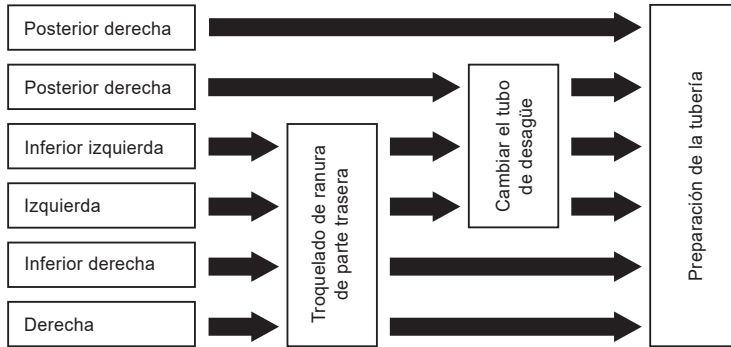 Posterior derecha
Posterior derecha
Inferior izquierda
Izquierda
Inferior derecha
Derecha
Troquelado de ranura
de parte trasera
Cambiar el tubo
de desagüe
Preparación de la tubería